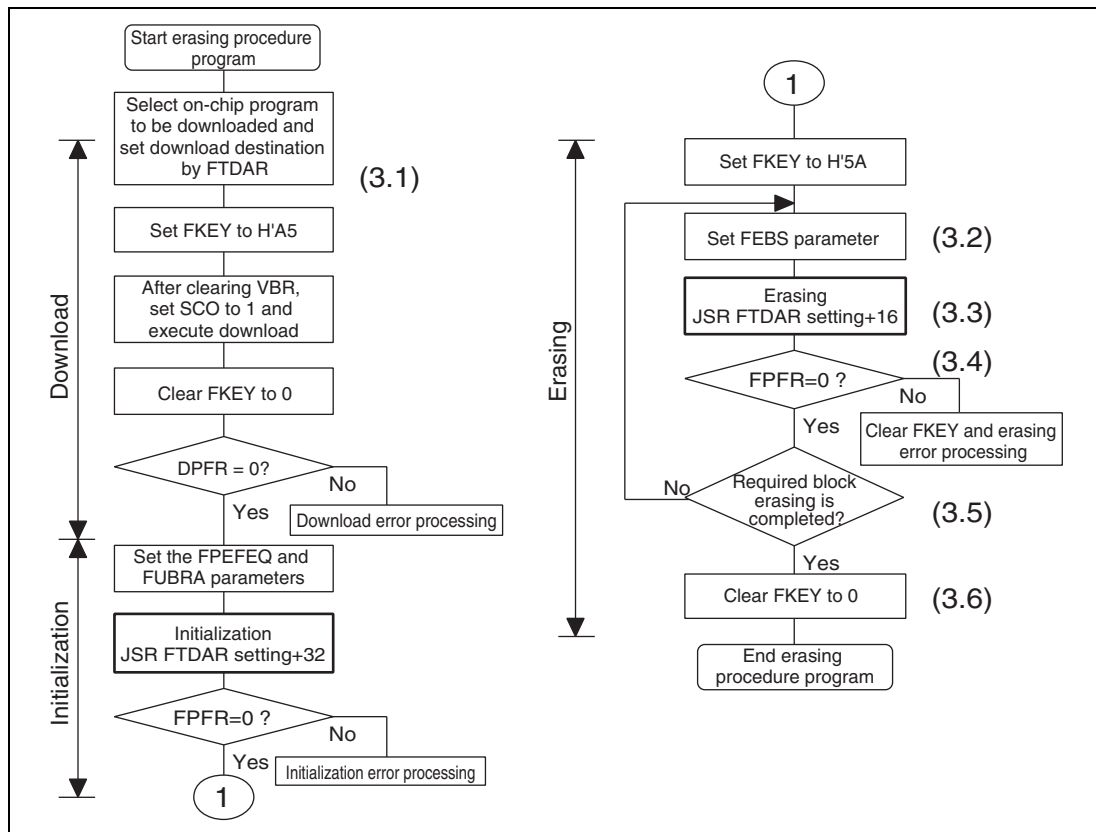 Start erasing procedure
program
Select on-chip program
to be downloaded and
set download destination
by FTDAR
(3.1)
Set FKEY to H'A5
After clearing VBR,
set SCO to 1 and
execute download
Clear FKEY to 0
DPFR = 0?
No
Yes
Download error processing
Download
Set the FPEFEQ and
FUBRA parameters
Initialization
JSR FTDAR setting+32
FPFR=0 ?
No
Yes
Initialization error processing
Initialization
1
1
Set FKEY to H'5A
Set FEBS parameter
(3.2)
Erasing
JSR FTDAR setting+16
(3.3)
(3.4)
FPFR=0 ?
No
Yes
Clear FKEY and erasing
error processing
Erasing
No
Required block
erasing is
completed?
(3.5)
Yes
Clear FKEY to 0
(3.6)
End erasing
procedure program